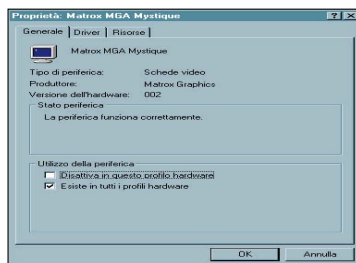 Proprietà: Matrox MGA Mystique
Generale Driver Risorse
Matrox MGA Mystique
Tipo di periferica: Schede video
Produttore: Matrox Graphics
Versione dell'hardware: 002
Stato periferica
La periferica funziona correttamente.
Utilizzo della periferica
Disattiva in questo profilo hardware
Esiste in tutti i profili hardware
OK Annulla